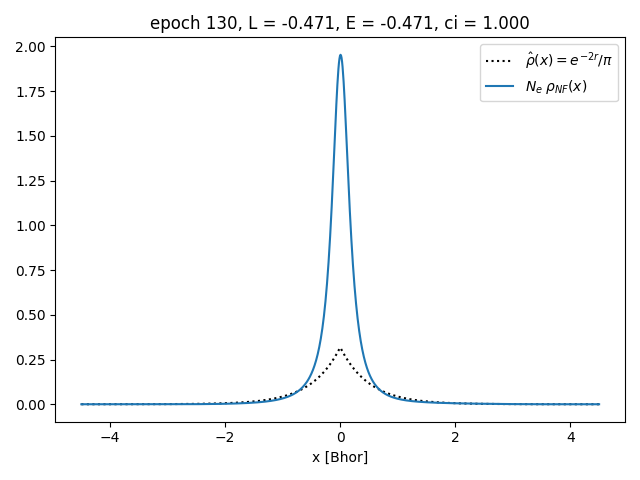 epoch 130, L = -0.471, E = -0.471, ci = 1.000
2.00
1.75
1.50
1.25
1.00
0.75
0.50
0.25
0.00
ρ̂(x) = e⁻²ʳ/π
Nₑ ρ_NF(x)
−4 −2 0 2 4
x [Bhor]